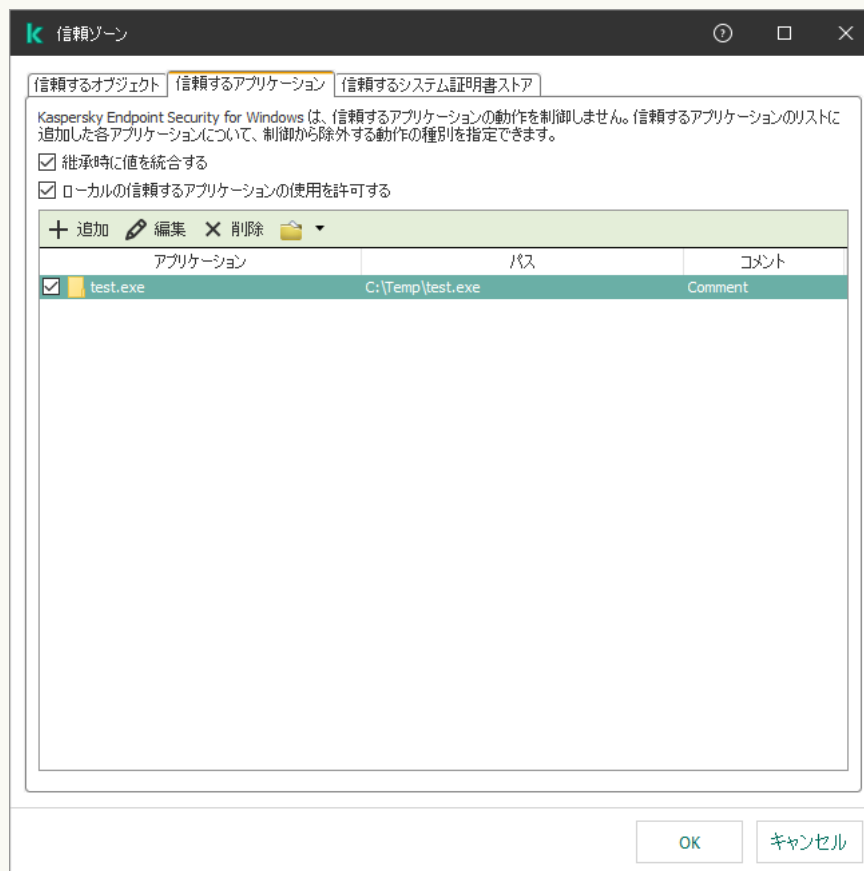 信頼ゾーン
信頼するオブジェクト 信頼するアプリケーション 信頼するシステム証明書ストア
Kaspersky Endpoint Security for Windows は、信頼するアプリケーションの動作を制御しません。信頼するアプリケーションのリストに
追加した各アプリケーションについて、制御から除外する動作の種別を指定できます。
継承時に値を統合する
ローカルの信頼するアプリケーションの使用を許可する
追加 編集 削除
アプリケーション パス コメント
test.exe C:\Temp\test.exe Comment
OK キャンセル